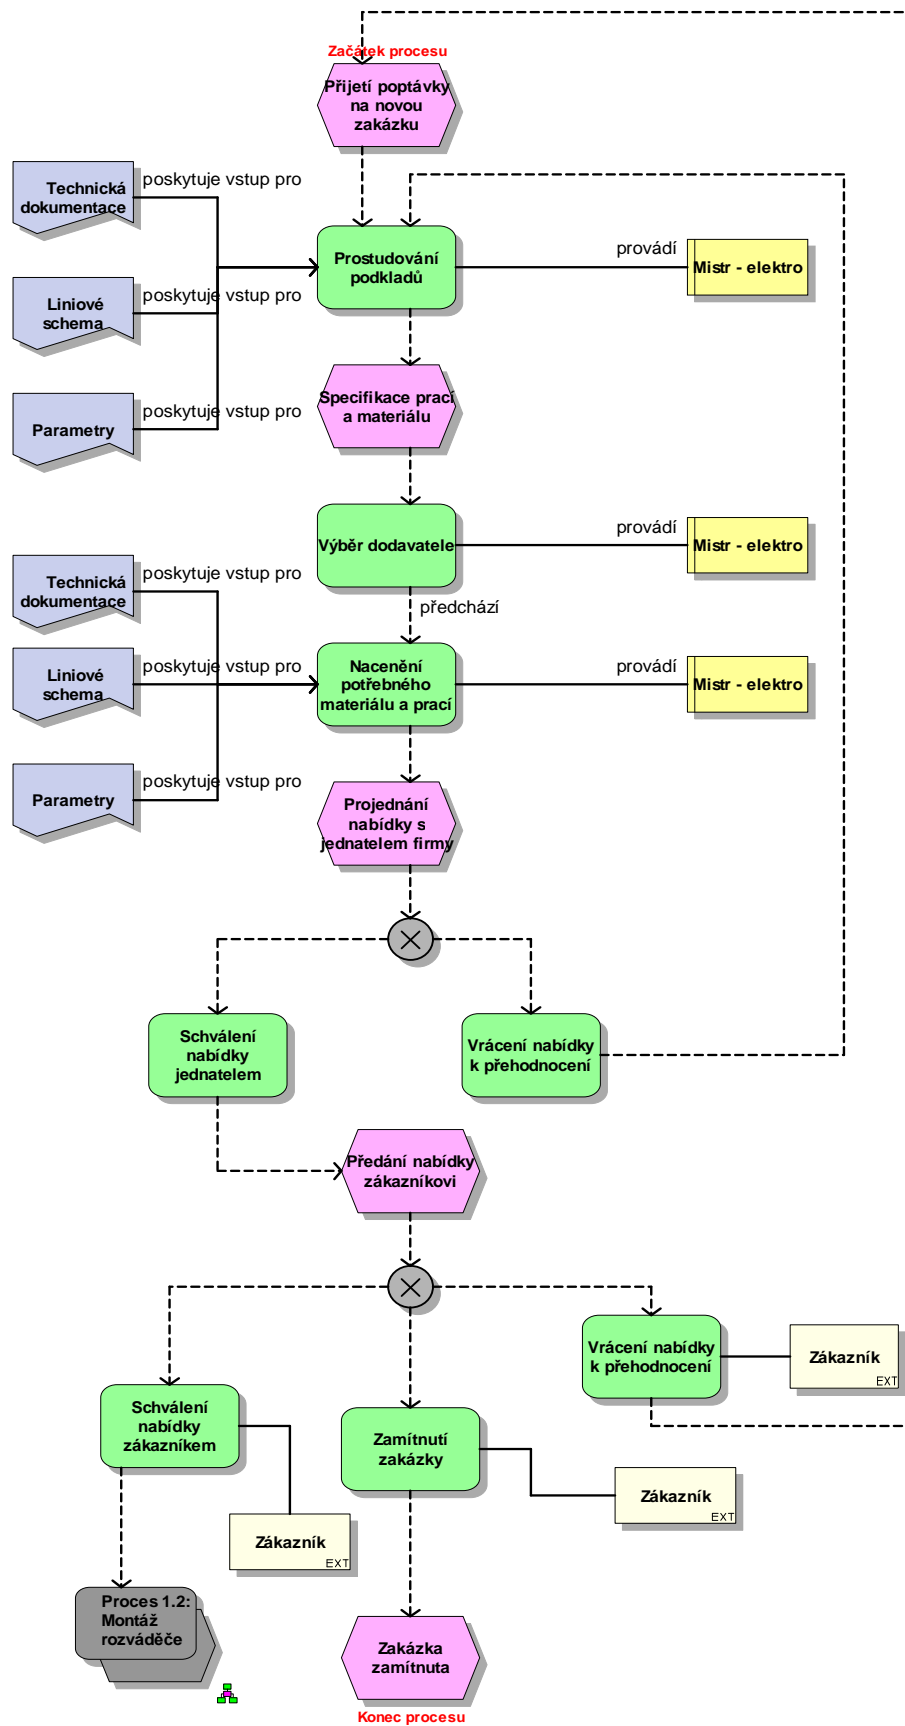 Začátek procesu
Přijetí poptávky
na novou
zakázku
Technická
dokumentace
poskytuje vstup pro
Prostudování
podkladů
provádí
Mistr - elektro
Liniové
schema
poskytuje vstup pro
Parametry
poskytuje vstup pro
Specifikace prací
a materiálu
Výběr dodavatele
provádí
Mistr - elektro
předchází
Technická
dokumentace
poskytuje vstup pro
Liniové
schema
poskytuje vstup pro
Nacenění
potřebného
materiálu a prací
provádí
Mistr - elektro
Parametry
poskytuje vstup pro
Projednání
nabídky s
jednatelem firmy
Schválení
nabídky
jednatelem
Vrácení nabídky
k přehodnocení
Předání nabídky
zákazníkovi
Vrácení nabídky
k přehodnocení
Zákazník
EXT
Schválení
nabídky
zákazníkem
Zamítnutí
zakázky
Zákazník
EXT
Zákazník
EXT
Proces 1.2:
Montáž
rozváděče
Zakázka
zamítnuta
Konec procesu